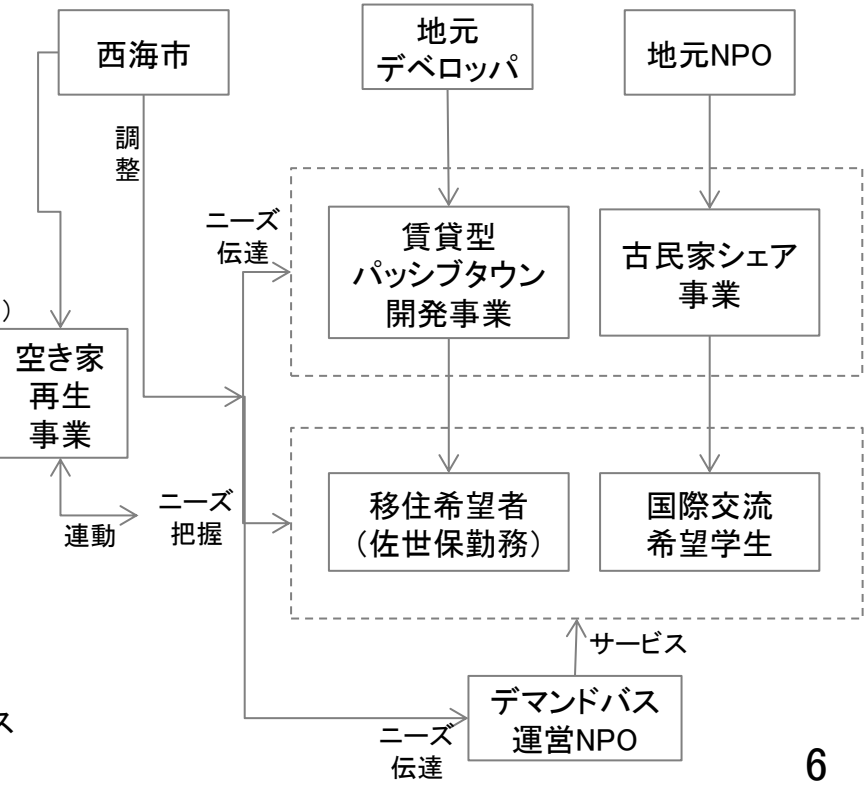 西海市
地元
デベロッパ
地元NPO
調
整
ニーズ
伝達
賃貸型
パッシブタウン
開発事業
古民家シェア
事業
）
空き家
再生
事業
連動
ニーズ
把握
移住希望者
（佐世保勤務）
国際交流
希望学生
サービス
デマンドバス
運営NPO
ス
ニーズ
伝達
6